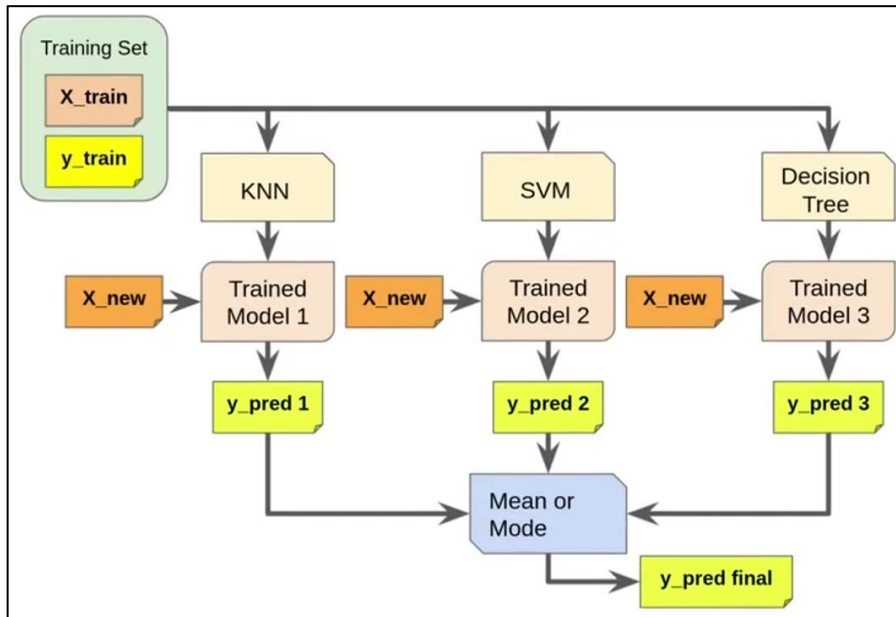 Training Set
X_train
y_train
KNN
SVM
Decision
Tree
X_new
Trained
Model 1
X_new
Trained
Model 2
X_new
Trained
Model 3
y_pred 1
y_pred 2
y_pred 3
Mean or
Mode
y_pred final